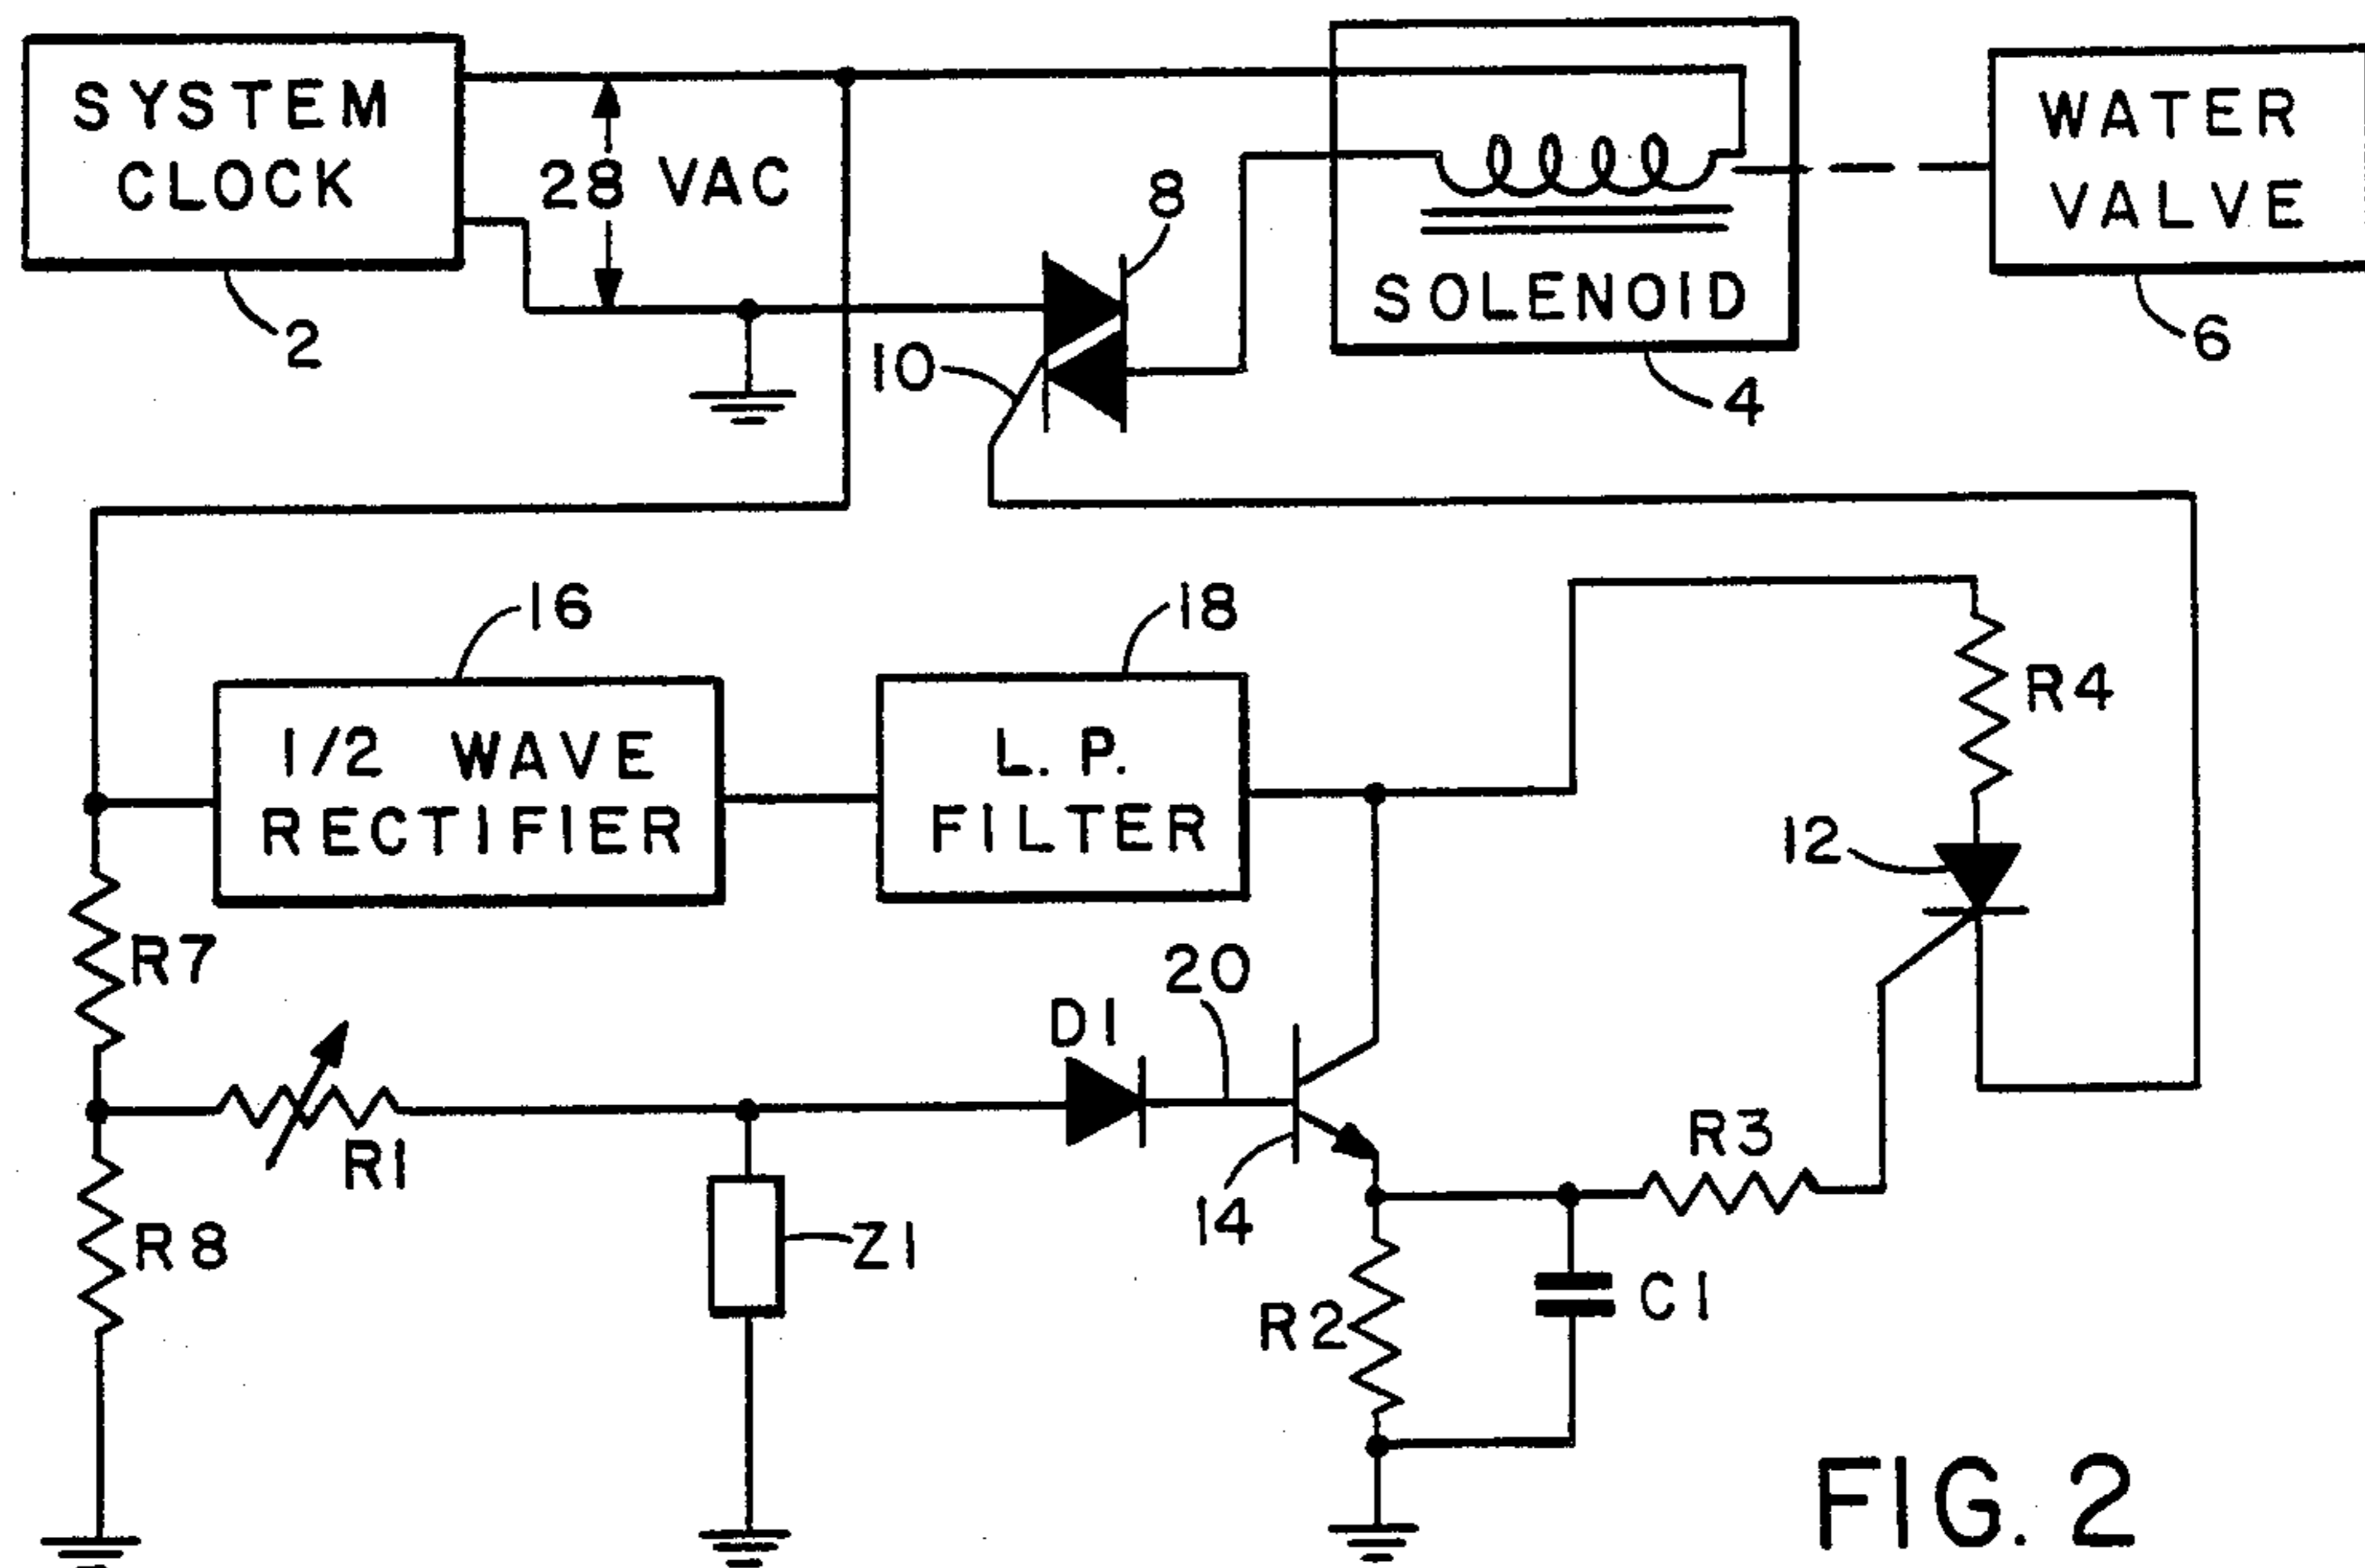 SYSTEM
CLOCK
2
28 VAC
8
10
SOLENOID
4
WATER
VALVE
6
16
1/2 WAVE
RECTIFIER
18
L.P.
FILTER
R4
12
R7
R1
R8
Z1
D1
20
14
R3
R2
C1
FIG. 2